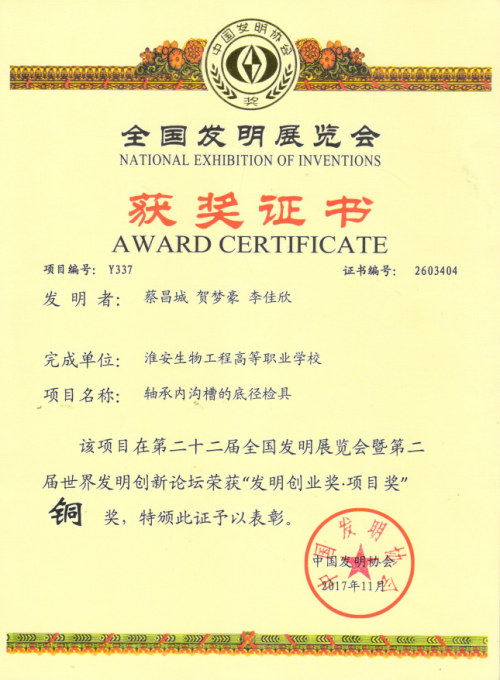 中国发明协会
奖
全国发明展览会
NATIONAL EXHIBITION OF INVENTIONS
获奖证书
AWARD CERTIFICATE
项目编号: Y337 证书编号: 2603404
发明者: 蔡昌城 贺梦豪 李佳欣
完成单位: 淮安生物工程高等职业学校
项目名称: 轴承内沟槽的底径检具
该项目在第二十二届全国发明展览会暨第二
届世界发明创新论坛荣获“发明创业奖·项目奖”
铜 奖，特颁此证予以表彰。
中国发明协会
中国发明协会
2017年11月